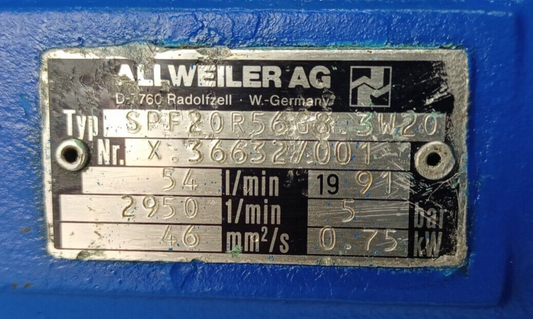 ALLWEILER AG
D-7760 Radolfzell · W.-Germany
Typ SPF20R56G8.3W20
Nr. X.36632/001
54 l/min 1991
2950 1/min 5 bar
46 mm²/s 0.75 kW